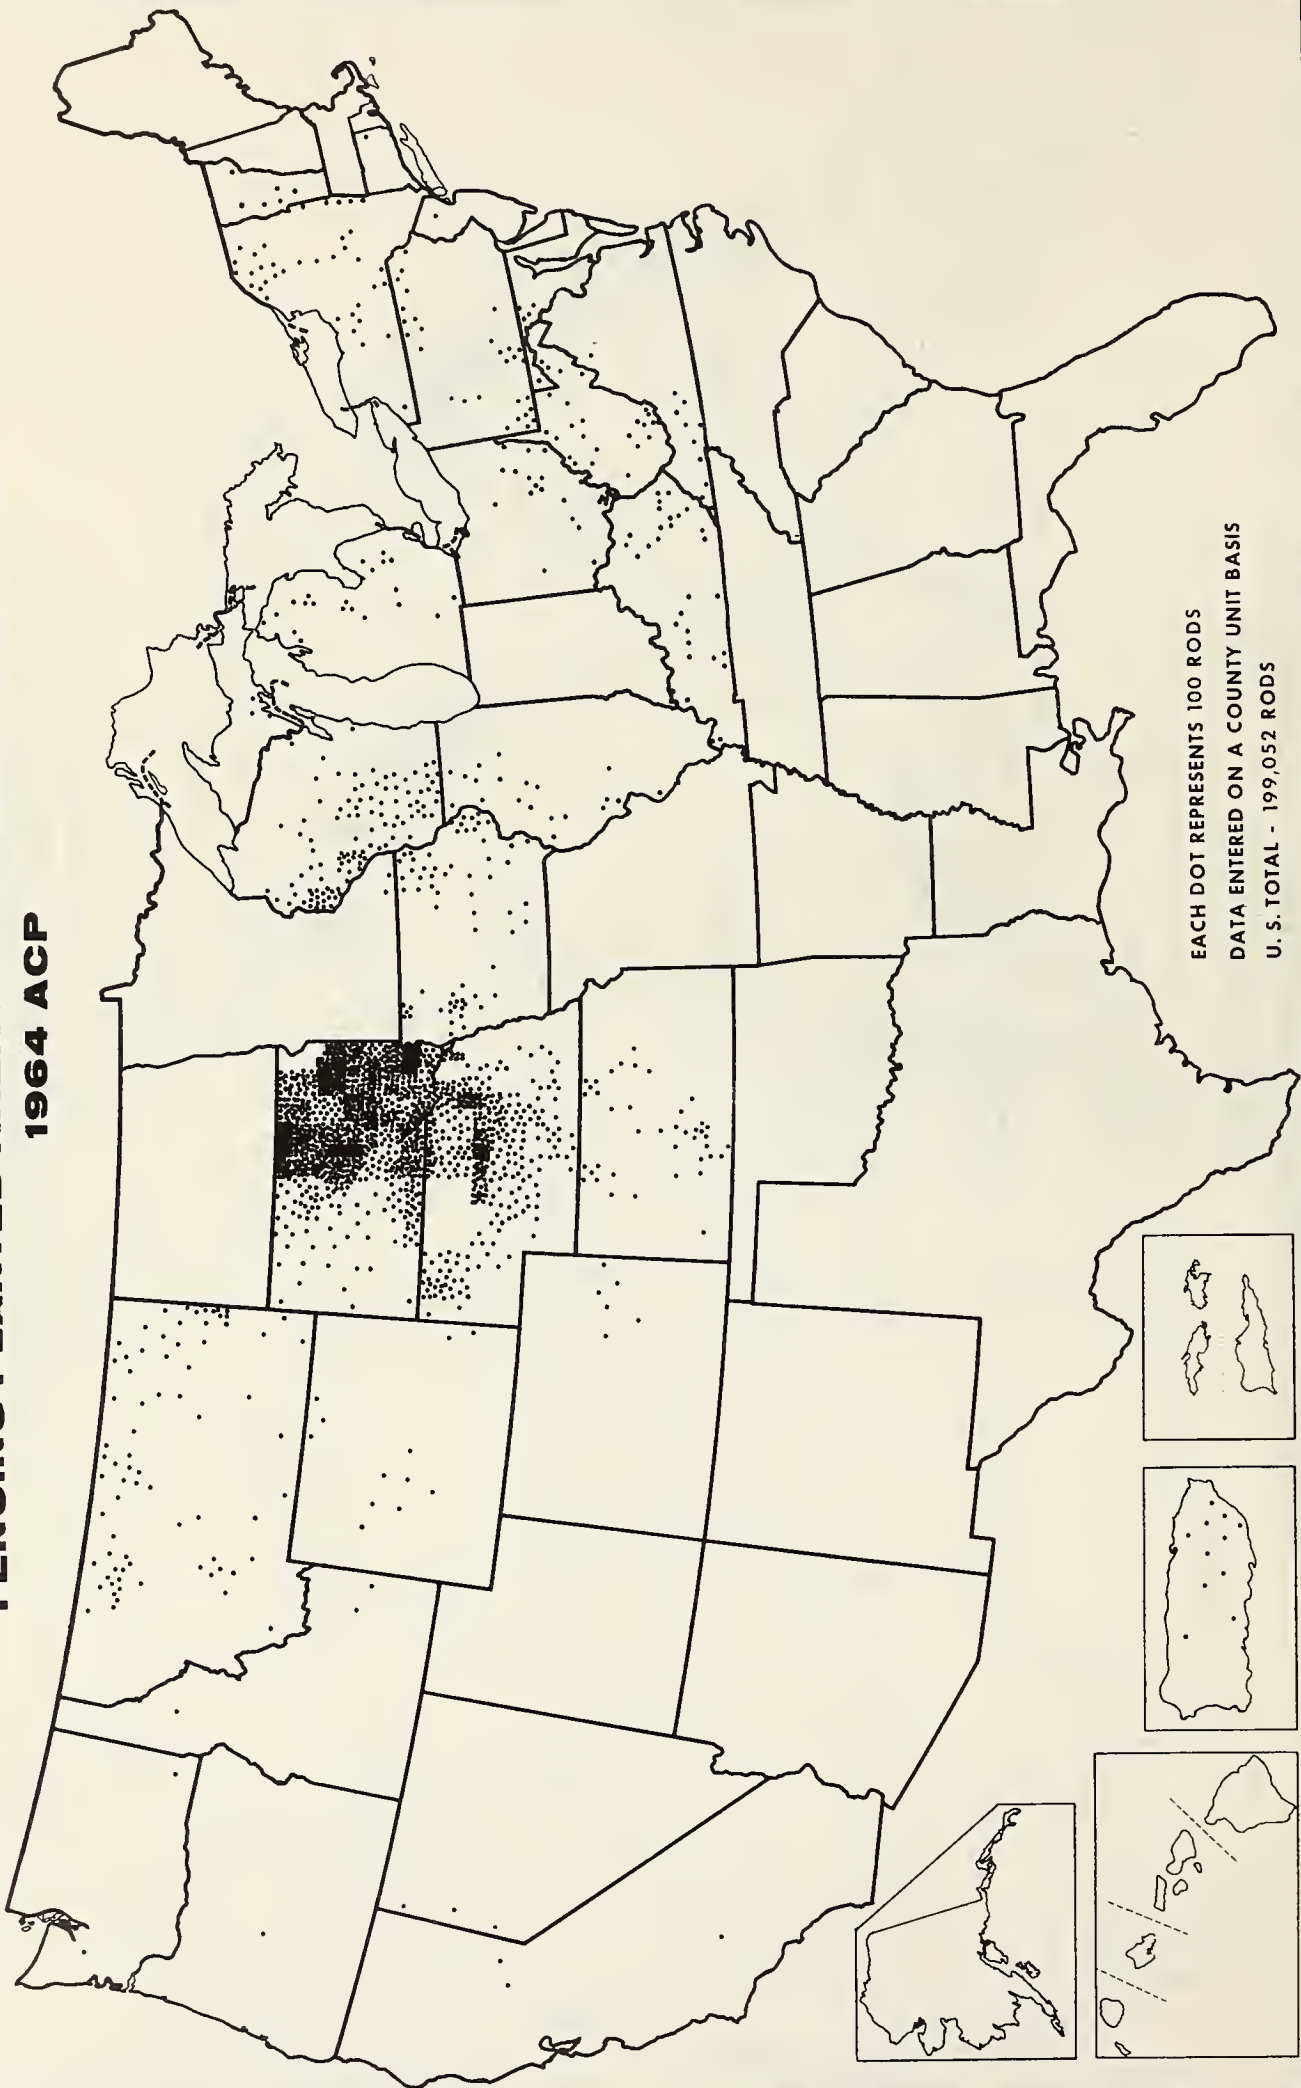 1964 ACP
EACH DOT REPRESENTS 100 RODS
DATA ENTERED ON A COUNTY UNIT BASIS
U. S. TOTAL - 199,052 RODS